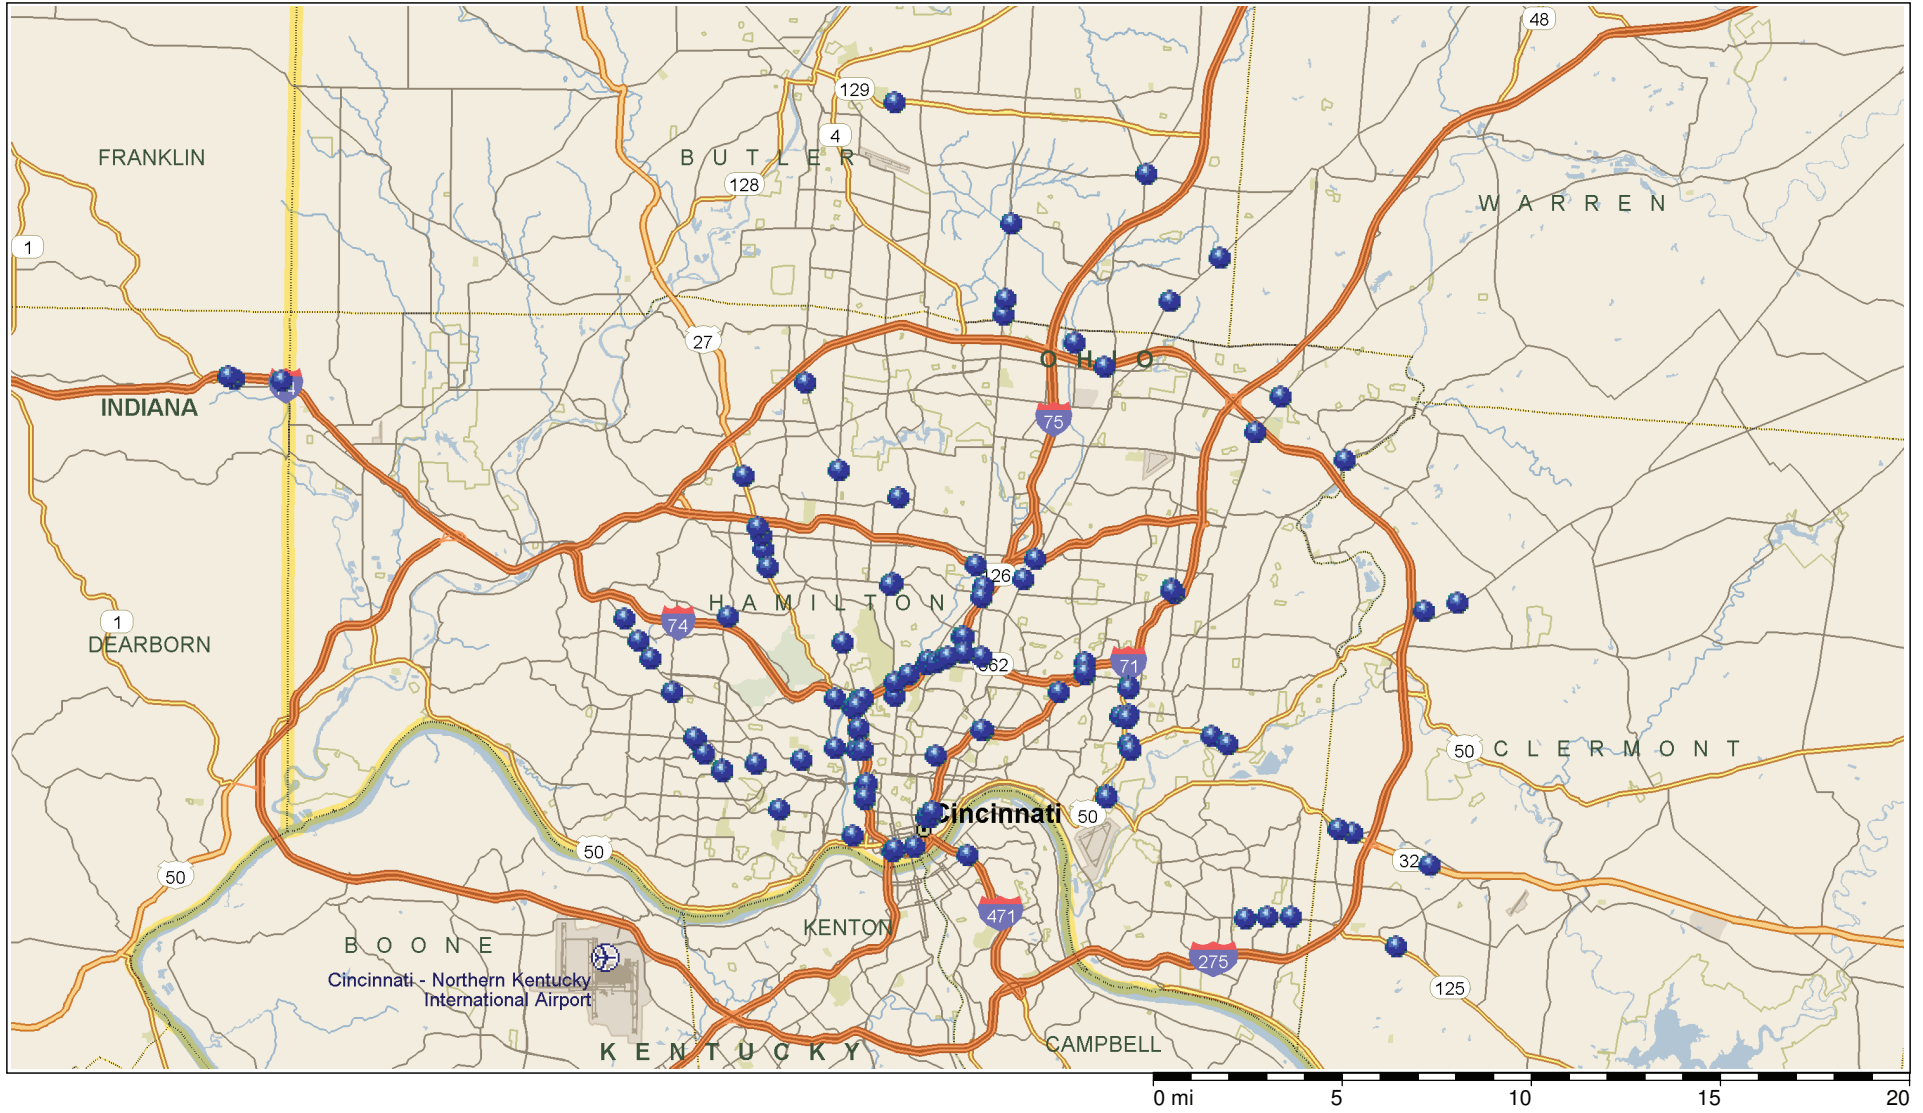 48
129
4
FRANKLIN
BUTLER
128
WARREN
1
27
OHIO
INDIANA
75
126
HAMILTON
1
74
DEARBORN
562
71
50
CLERMONT
Cincinnati
50
50
32
50
471
KENTON
BOONE
275
Cincinnati - Northern Kentucky
International Airport
125
KENTUCKY
CAMPBELL
0 mi 5 10 15 20